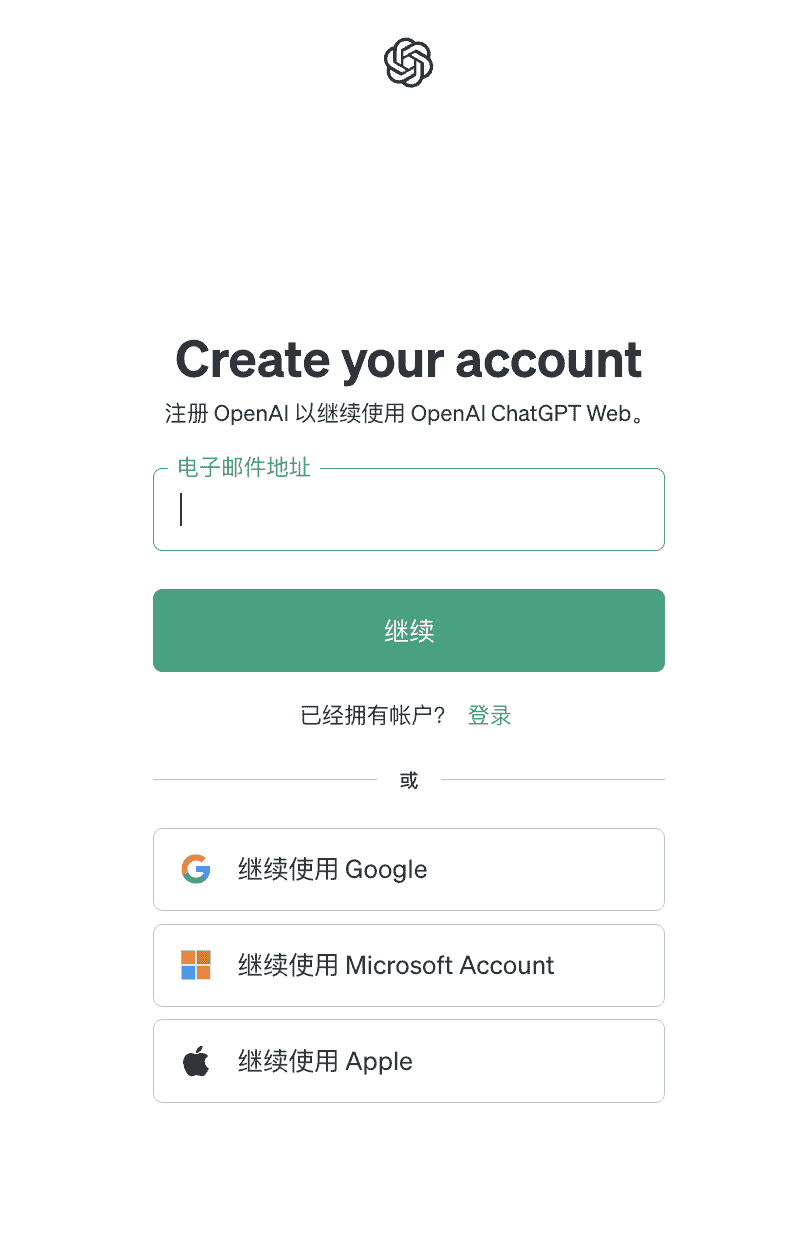 Create your account
注册 OpenAI 以继续使用 OpenAI ChatGPT Web。
电子邮件地址
继续
已经拥有帐户? 登录
或
继续使用 Google
继续使用 Microsoft Account
继续使用 Apple